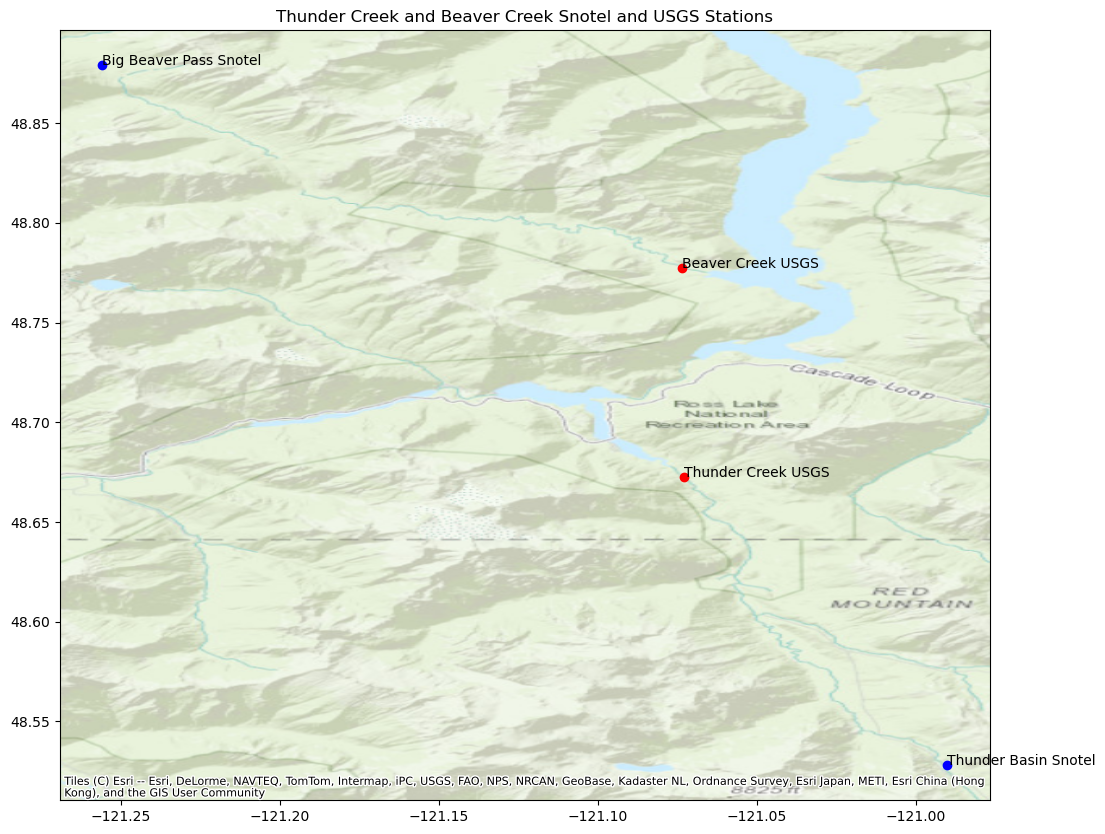 Thunder Creek and Beaver Creek Snotel and USGS Stations
Big Beaver Pass Snotel
48.85
48.80
Beaver Creek USGS
48.75
Cascade Loop
48.70
Ross Lake
National
Recreation Area
Thunder Creek USGS
48.65
48.60
RED
MOUNTAIN
48.55
Thunder Basin Snotel
Tiles (C) Esri -- Esri, DeLorme, NAVTEQ, TomTom, Intermap, iPC, USGS, FAO, NPS, NRCAN, GeoBase, Kadaster NL, Ordnance Survey, Esri Japan, METI, Esri China (Hong
Kong), and the GIS User Community
8825 ft
−121.25 −121.20 −121.15 −121.10 −121.05 −121.00